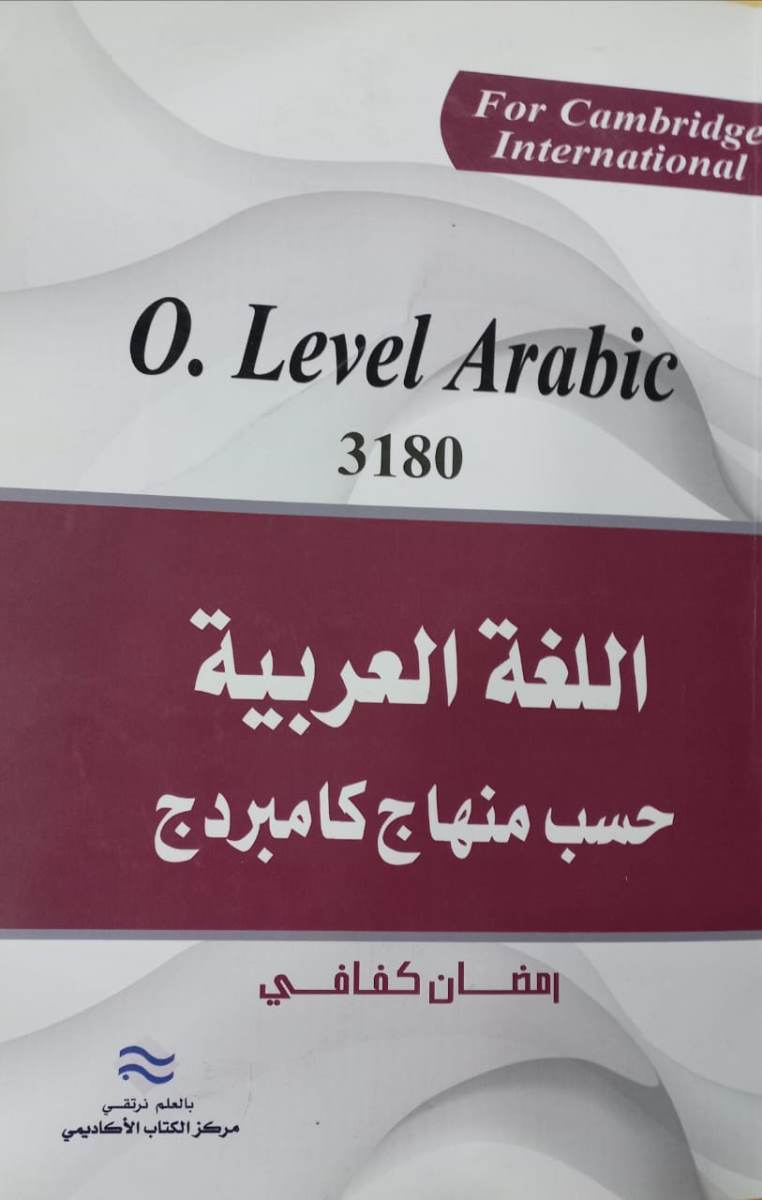 For Cambridge
International
O. Level Arabic
3180
اللغة العربية
حسب منهاج كامبردج
رمضان كفافي
بالعلم نرتقي
مركز الكتاب الأكاديمي